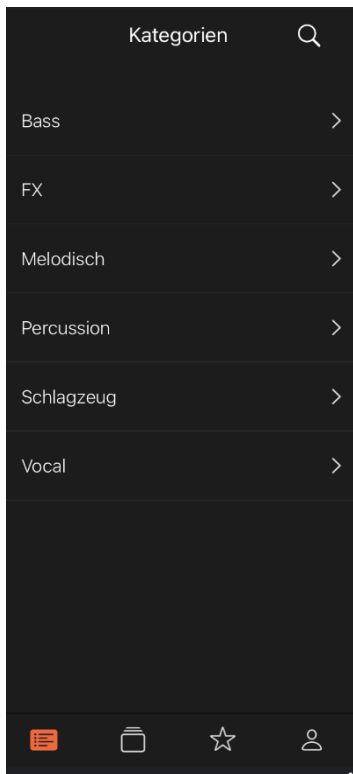 Kategorien
Bass
FX
Melodisch
Percussion
Schlagzeug
Vocal